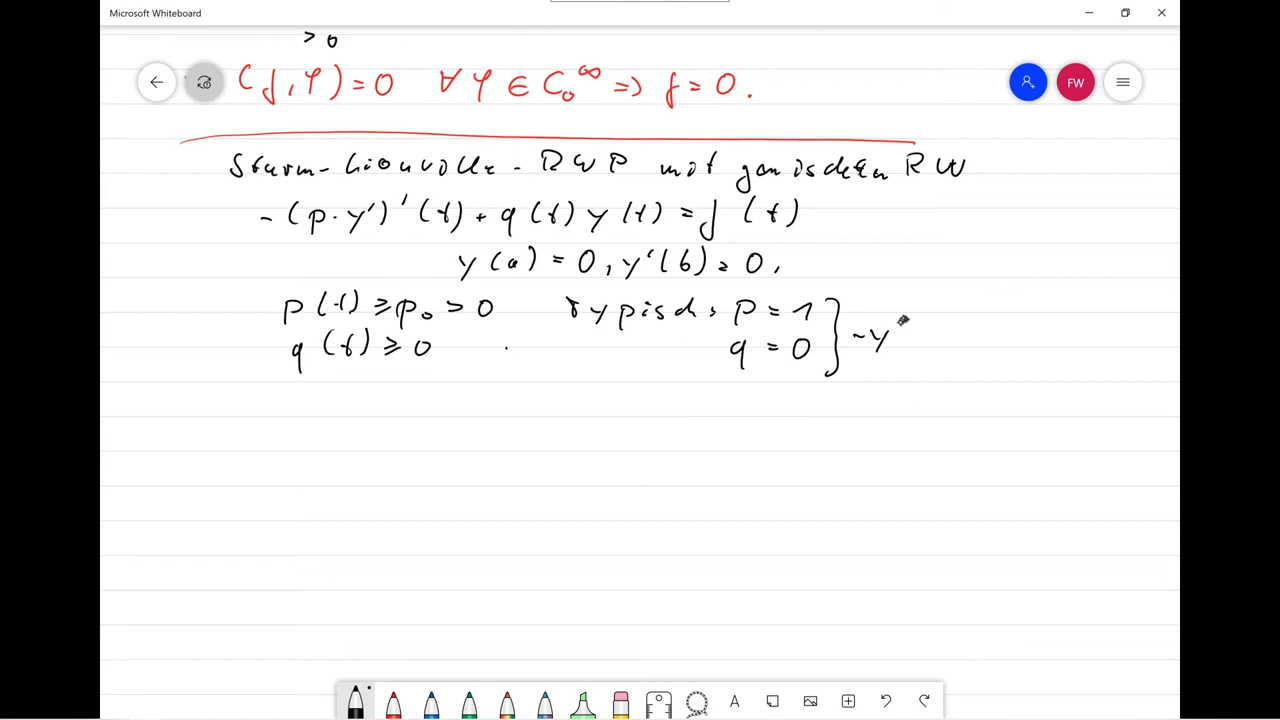 Microsoft Whiteboard
> 0
(f, φ) = 0 ∀ φ ∈ C₀^∞ ⇒ f = 0.
FW
Sturm-Liouville-RWP mit gemischten RW
-(p·y')'(t) + q(t) y(t) = f(t)
y(a) = 0, y'(b) = 0,
p(t) ≥ p₀ > 0 typisch: p = 1
q(t) ≥ 0 q = 0 } -y
A